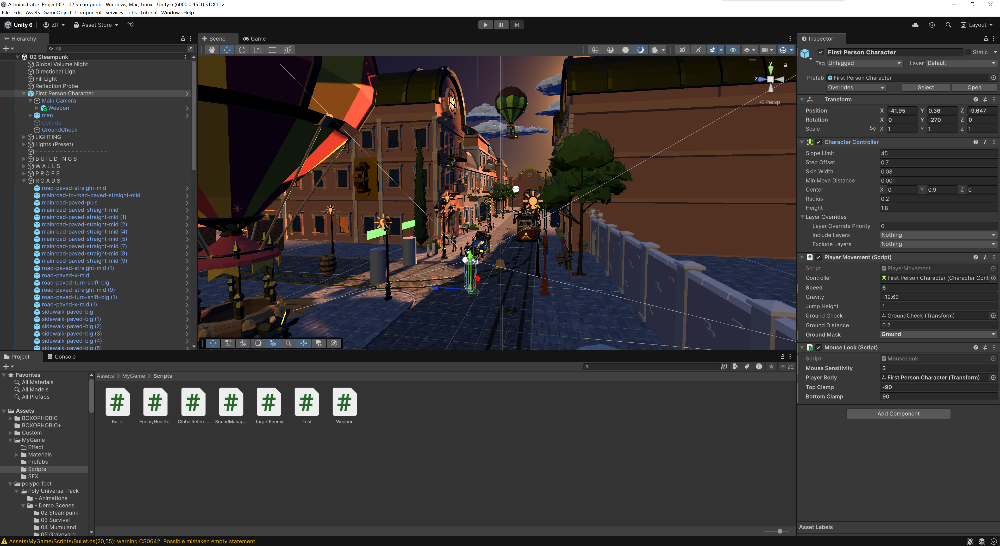 Administrator: Project3D - 02 Steampunk - Windows, Mac, Linux - Unity 6 (6000.0.45f1) <DX11>
File Edit Assets GameObject Component Services Jobs Tutorial Window Help
Unity 6 ZR Asset Store Layout
Hierarchy
All
02 Steampunk
Global Volume Night
Directional Ligh
Fill Light
Reflection Probe
First Person Character
Main Camera
Weapon
man
Cylinder
GroundCheck
LIGHTING
Lights (Preset)
- - - - - - - - - - - - - - - - - -
B U I L D I N G S
W A L L S
P R O P S
R O A D S
road-paved-straight-mid
mainroad-to-road-paved-straight-mid
mainroad-paved-plus
mainroad-paved-straight-mid
mainroad-paved-straight-mid (1)
mainroad-paved-straight-mid (2)
mainroad-paved-straight-mid (4)
mainroad-paved-straight-mid (5)
mainroad-paved-straight-mid (7)
mainroad-paved-straight-mid (8)
mainroad-paved-straight-mid (9)
road-paved-straight-mid (1)
road-paved-x-mid
road-paved-turn-shift-big
road-paved-straight-mid (9)
road-paved-turn-shift-big (1)
road-paved-x-mid (1)
sidewalk-paved-big
sidewalk-paved-big (1)
sidewalk-paved-big (2)
sidewalk-paved-big (3)
sidewalk-paved-big (4)
sidewalk-paved-big (5)
Scene Game
2D
y
z
< Persp
Inspector
First Person Character Static
Tag Untagged Layer Default
Prefab First Person Character
Overrides Select Open
Transform
Position X -41.95 Y 0.36 Z -9.647
Rotation X 0 Y -270 Z 0
Scale X 1 Y 1 Z 1
Character Controller
Slope Limit 45
Step Offset 0.7
Skin Width 0.08
Min Move Distance 0.001
Center X 0 Y 0.9 Z 0
Radius 0.2
Height 1.8
Layer Overrides
Layer Override Priority 0
Include Layers Nothing
Exclude Layers Nothing
Player Movement (Script)
Script PlayerMovement
Controller First Person Character (Character Cont
Speed 6
Gravity -19.62
Jump Height 1
Ground Check GroundCheck (Transform)
Ground Distance 0.2
Ground Mask Ground
Mouse Look (Script)
Script MouseLook
Mouse Sensitivity 3
Player Body First Person Character (Transform)
Top Clamp -90
Bottom Clamp 90
Add Component
Asset Labels
Project Console
22
Favorites
All Materials
All Models
All Prefabs
Assets
BOXOPHOBIC
BOXOPHOBIC+
Custom
MyGame
Effect
Materials
Prefabs
Scripts
SFX
polyperfect
Poly Universal Pack
- Animations
- Demo Scenes
02 Steampunk
03 Survival
04 Mumuland
05 Graveyard
Assets > MyGame > Scripts
Bullet EnemyHealth... GlobalRefere... SoundManag... TargetEnemy Test Weapon
Assets\MyGame\Scripts\Bullet.cs(20,55): warning CS0642: Possible mistaken empty statement